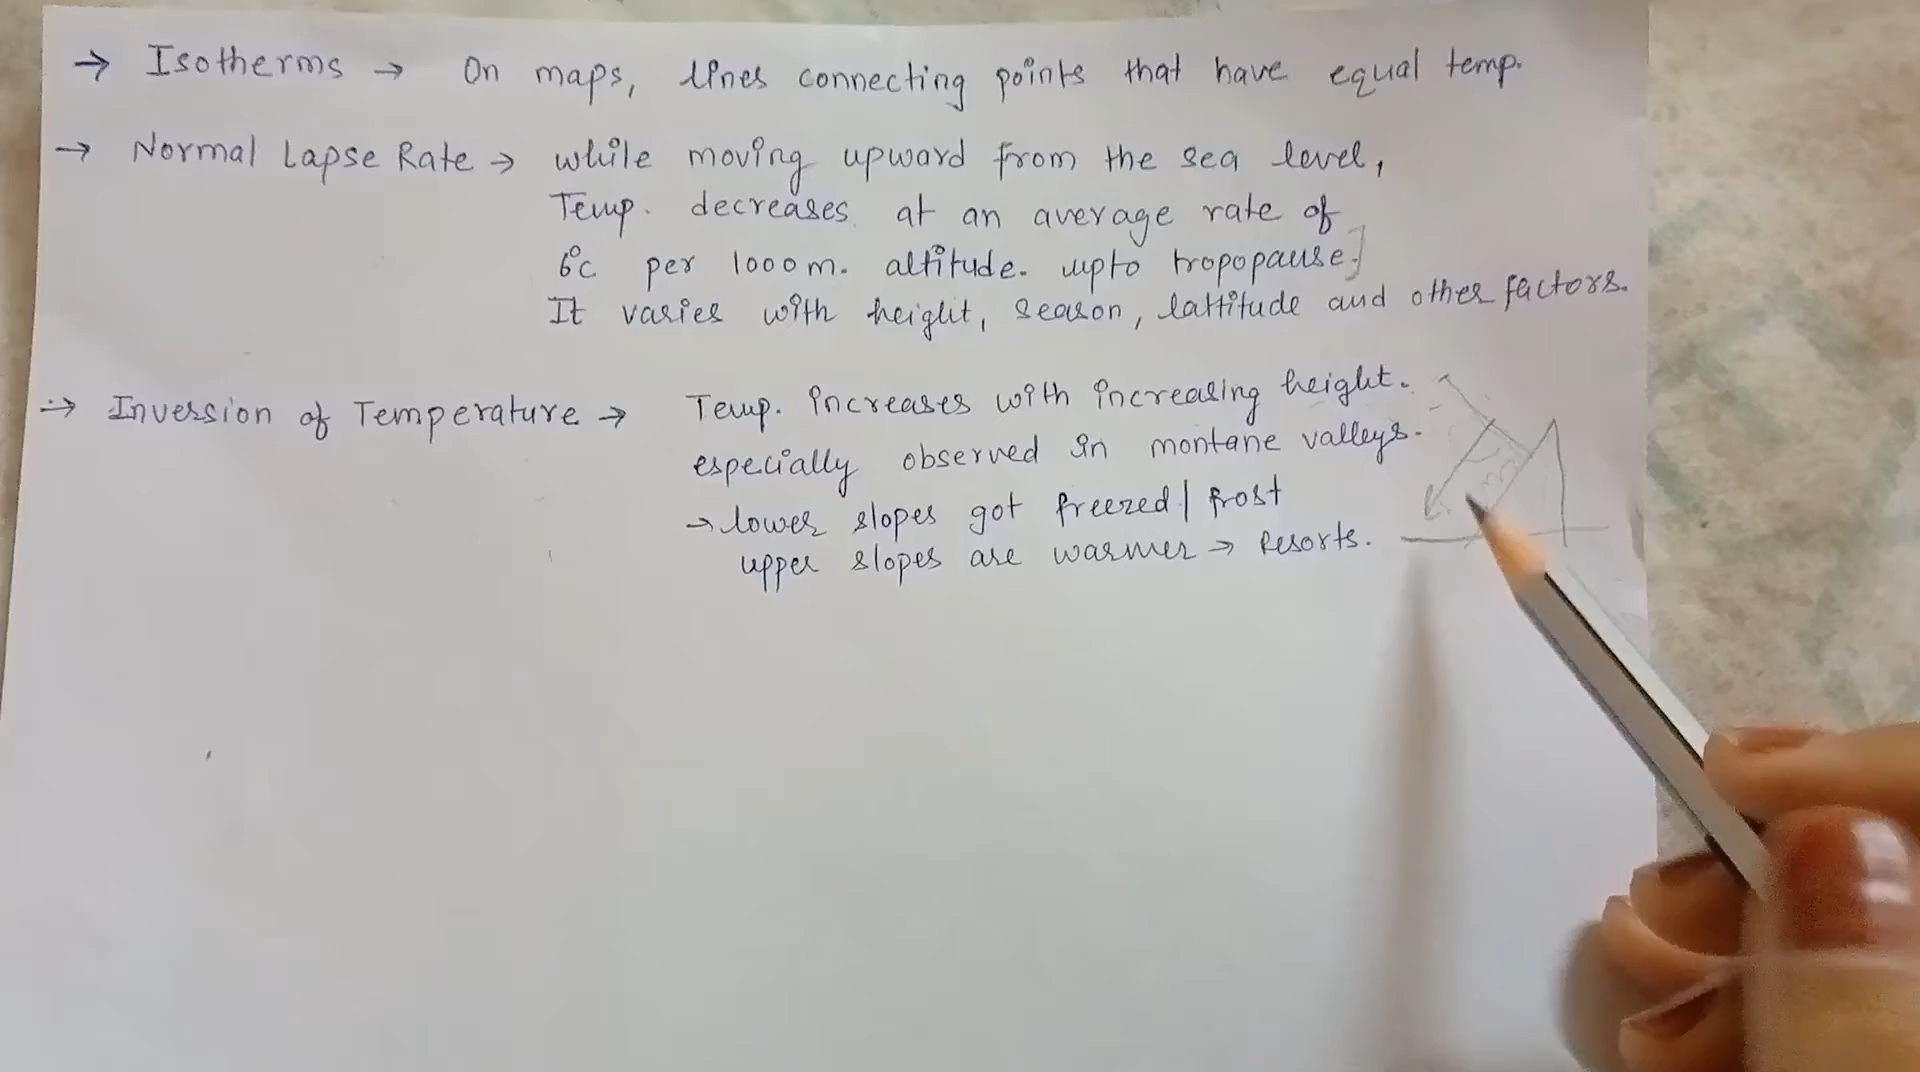 → Isotherms → On maps, lines connecting points that have equal temp.
→ Normal Lapse Rate → while moving upward from the sea level,
Temp. decreases at an average rate of
6°c per 1000m. altitude. upto tropopause.]
It varies with height, season, lattitude and other factors.
→ Inversion of Temperature → Temp. increases with increasing height.
especially observed in montane valleys.
→ lower slopes got freezed / frost
upper slopes are warmer → Resorts.